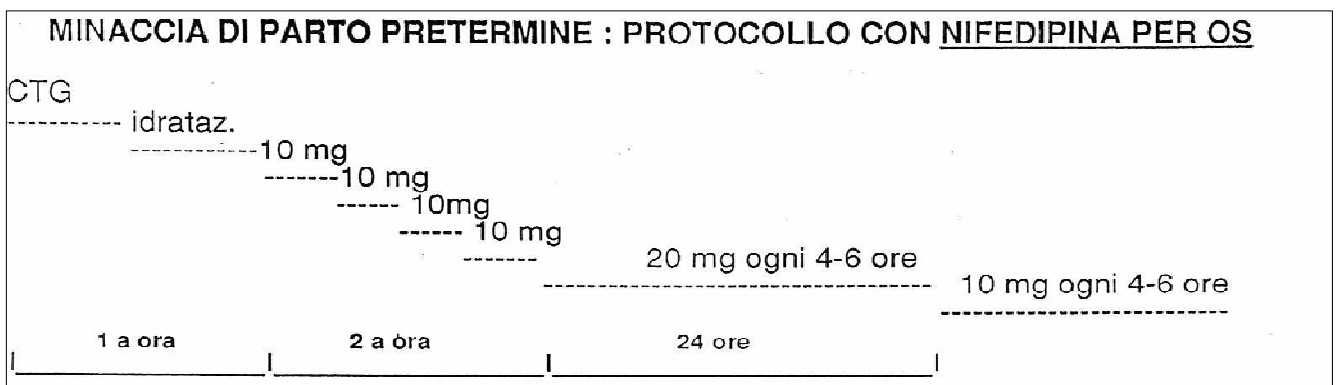 MINACCIA DI PARTO PRETERMINE : PROTOCOLLO CON NIFEDIPINA PER OS
CTG
idrataz.
10 mg
10 mg
10mg
10 mg
20 mg ogni 4-6 ore
10 mg ogni 4-6 ore
1 a ora 2 a òra 24 ore